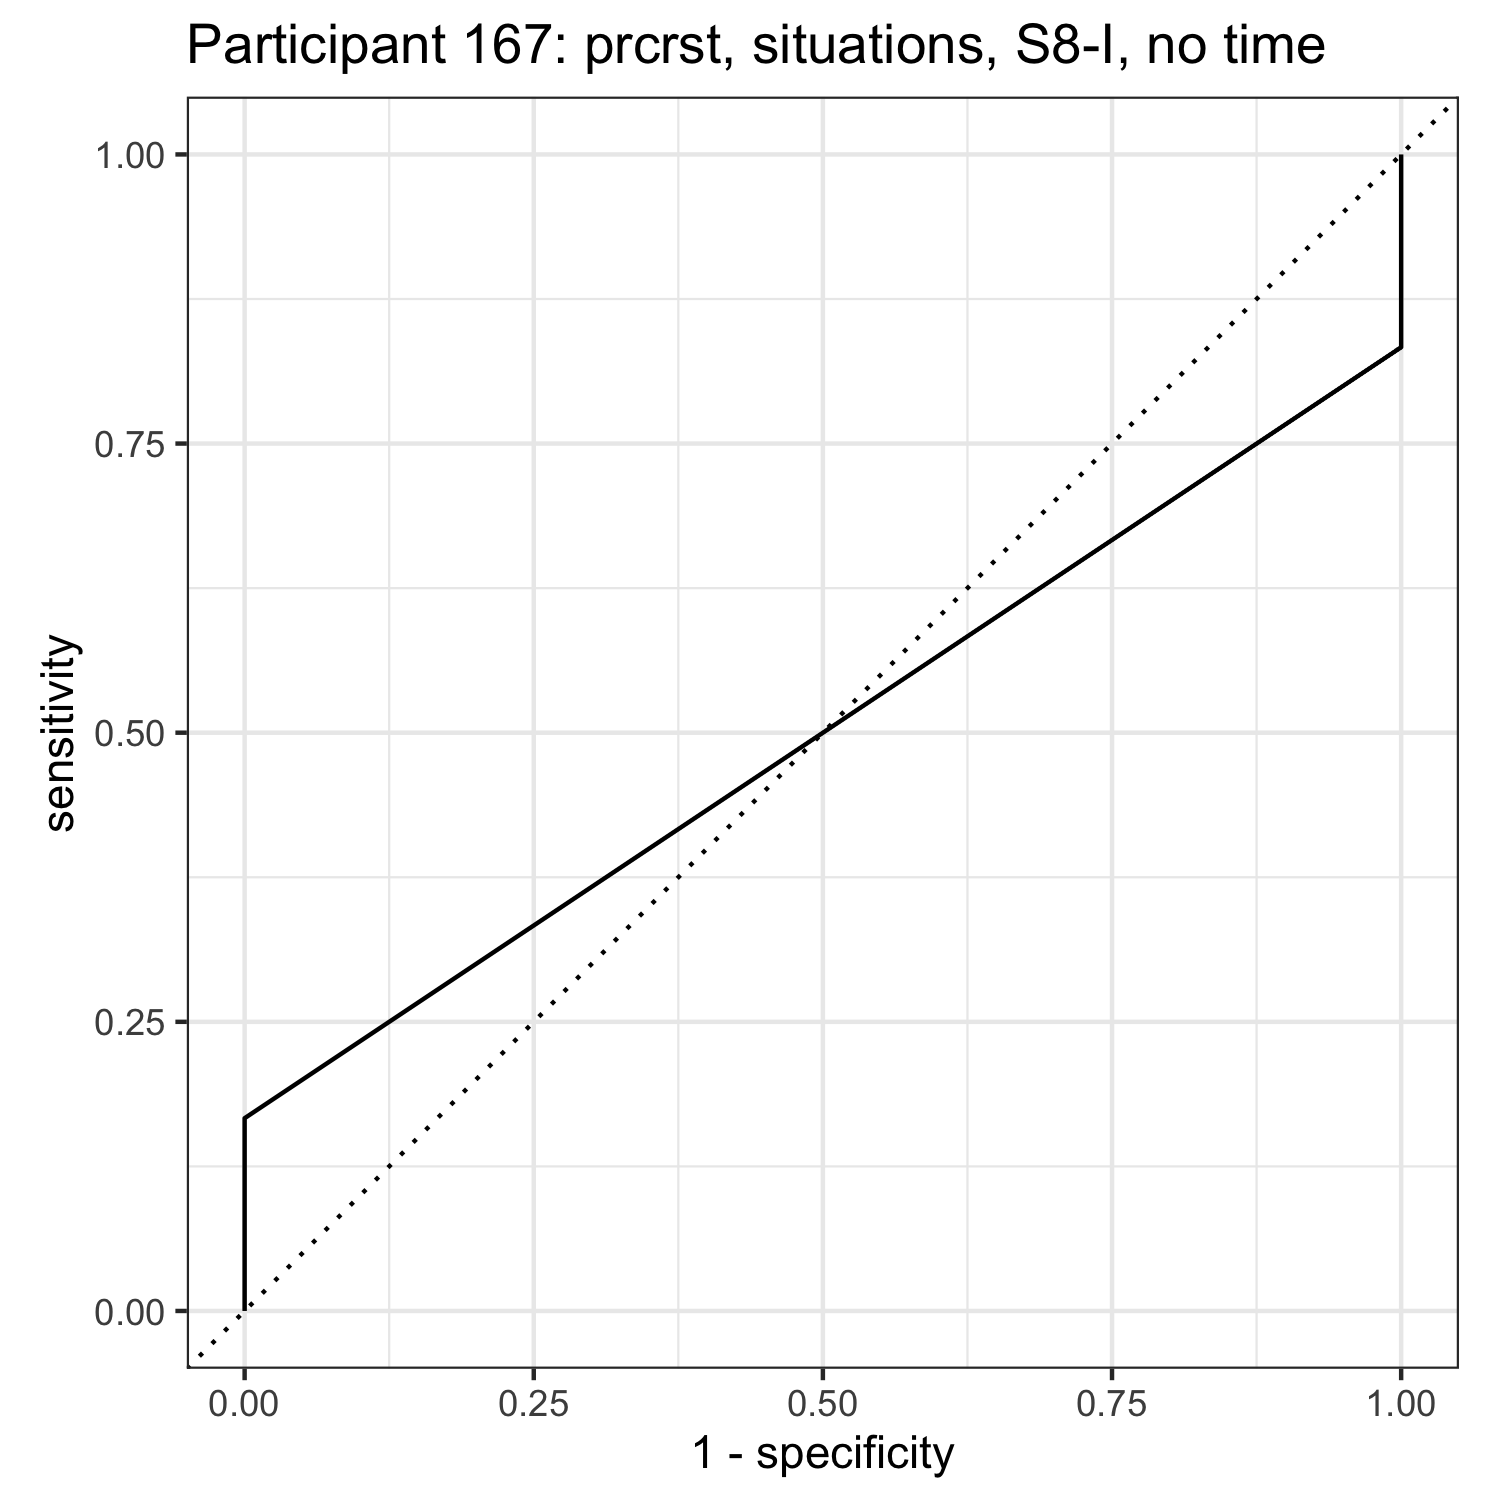 Participant 167: prcrst, situations, S8-I, no time
1.00
0.75
0.50
0.25
0.00
sensitivity
0.00 0.25 0.50 0.75 1.00
1 - specificity